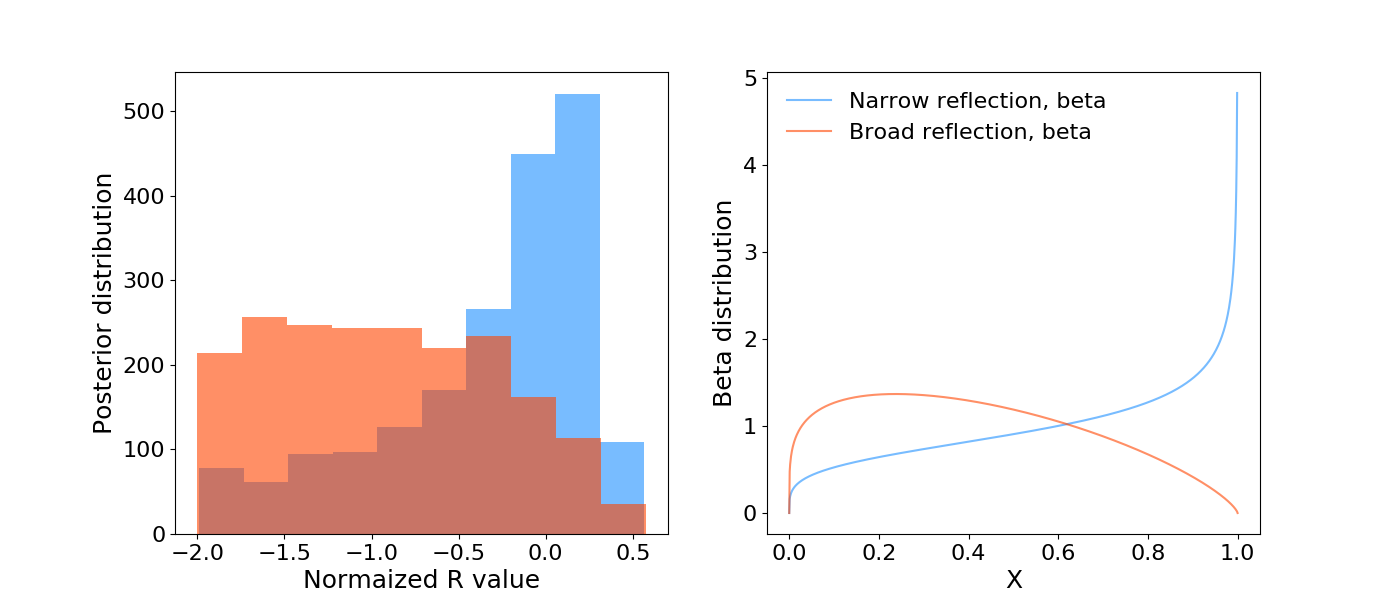 Posterior distribution
500
400
300
200
100
0
−2.0 −1.5 −1.0 −0.5 0.0 0.5
Normaized R value
Beta distribution
5
4
3
2
1
0
Narrow reflection, beta
Broad reflection, beta
0.0 0.2 0.4 0.6 0.8 1.0
X